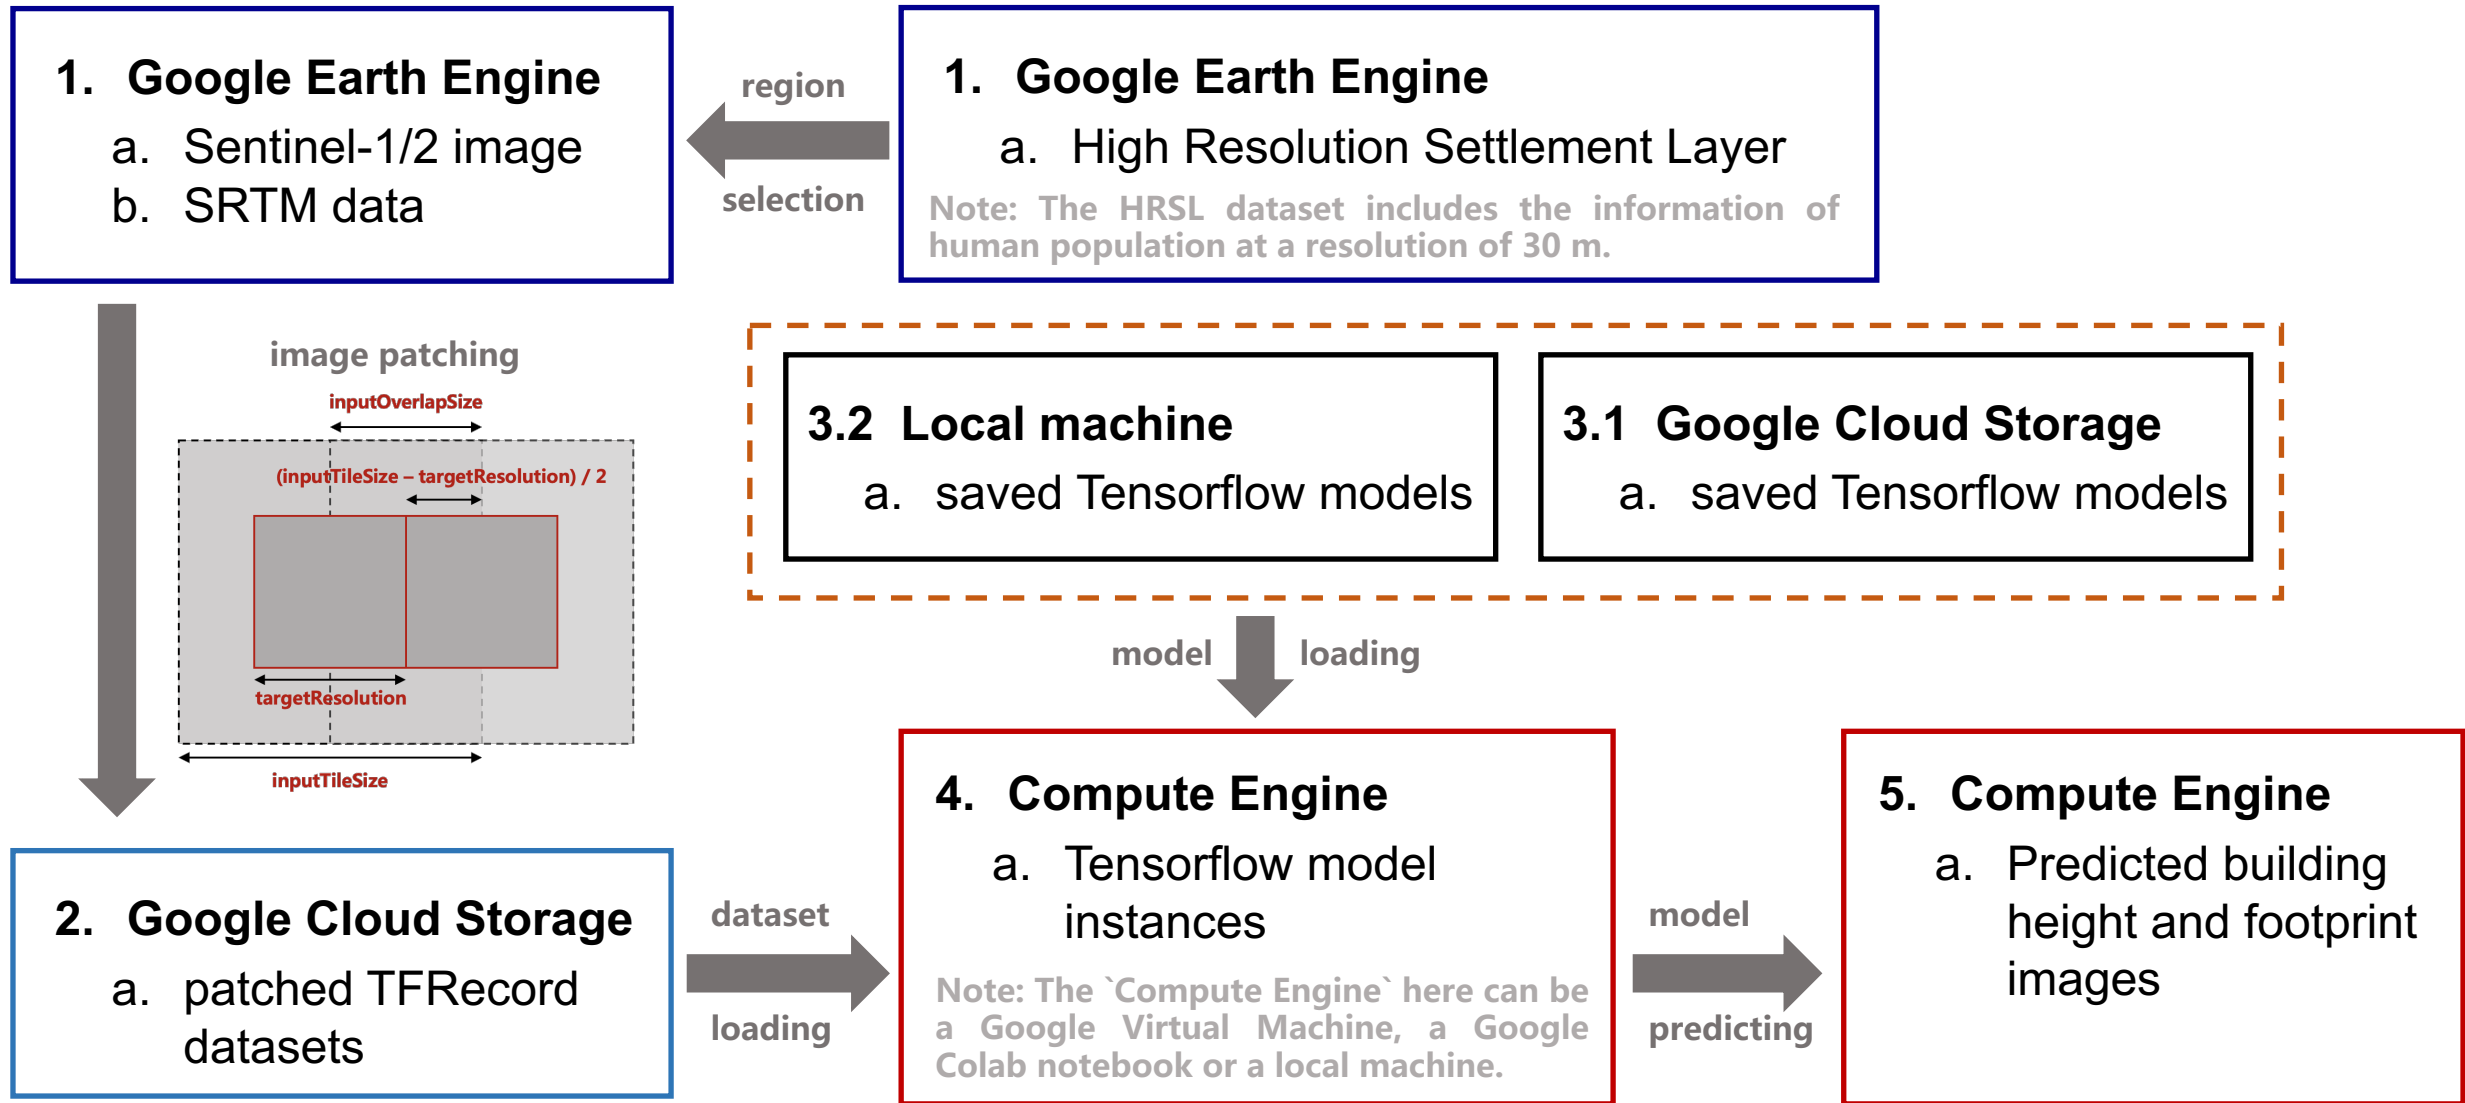 1. Google Earth Engine
a. Sentinel-1/2 image
b. SRTM data
region
selection
1. Google Earth Engine
a. High Resolution Settlement Layer
Note: The HRSL dataset includes the information of
human population at a resolution of 30 m.
image patching
inputOverlapSize
(inputTileSize – targetResolution) / 2
targetResolution
inputTileSize
3.2 Local machine
a. saved Tensorflow models
3.1 Google Cloud Storage
a. saved Tensorflow models
model loading
2. Google Cloud Storage
a. patched TFRecord
datasets
dataset
loading
4. Compute Engine
a. Tensorflow model
instances
Note: The `Compute Engine` here can be
a Google Virtual Machine, a Google
Colab notebook or a local machine.
model
predicting
5. Compute Engine
a. Predicted building
height and footprint
images